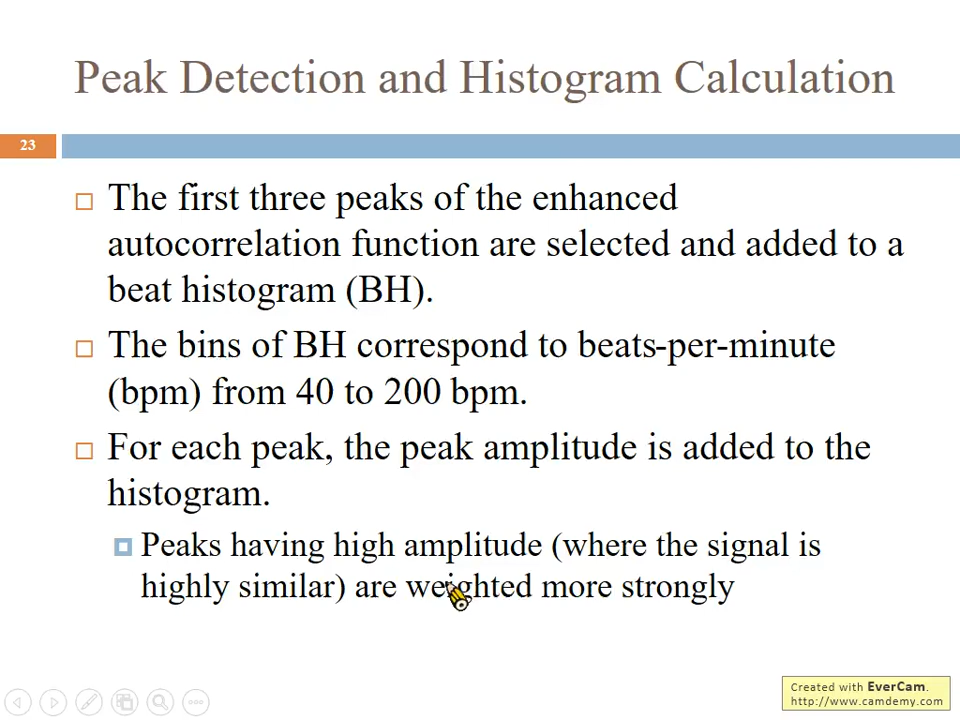 Peak Detection and Histogram Calculation
23
The first three peaks of the enhanced
autocorrelation function are selected and added to a
beat histogram (BH).
The bins of BH correspond to beats-per-minute
(bpm) from 40 to 200 bpm.
For each peak, the peak amplitude is added to the
histogram.
Peaks having high amplitude (where the signal is
highly similar) are weighted more strongly
Created with EverCam.
http://www.camdemy.com